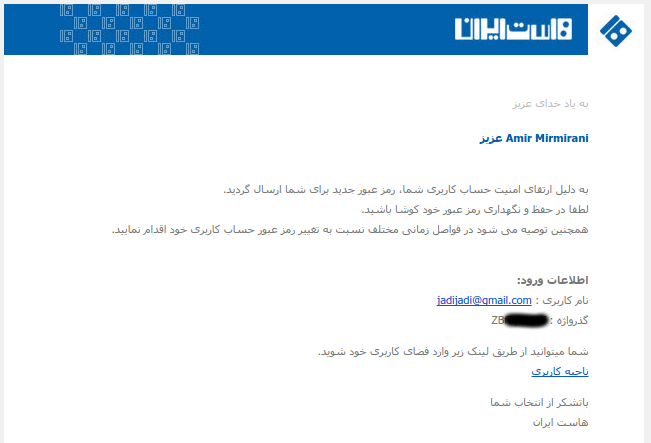 هاست ایران
به یاد خدای عزیز
Amir Mirmirani عزیز
به دلیل ارتقای امنیت حساب کاربری شما، رمز عبور جدید برای شما ارسال گردید.
لطفا در حفظ و نگهداری رمز عبور خود کوشا باشید.
همچنین توصیه می شود در فواصل زمانی مختلف نسبت به تغییر رمز عبور حساب کاربری خود اقدام نمایید.
اطلاعات ورود:
نام کاربری : jadijadi@gmail.com
گذرواژه : ZB
شما میتوانید از طریق لینک زیر وارد فضای کاربری خود شوید.
ناحیه کاربری
باتشکر از انتخاب شما
هاست ایران